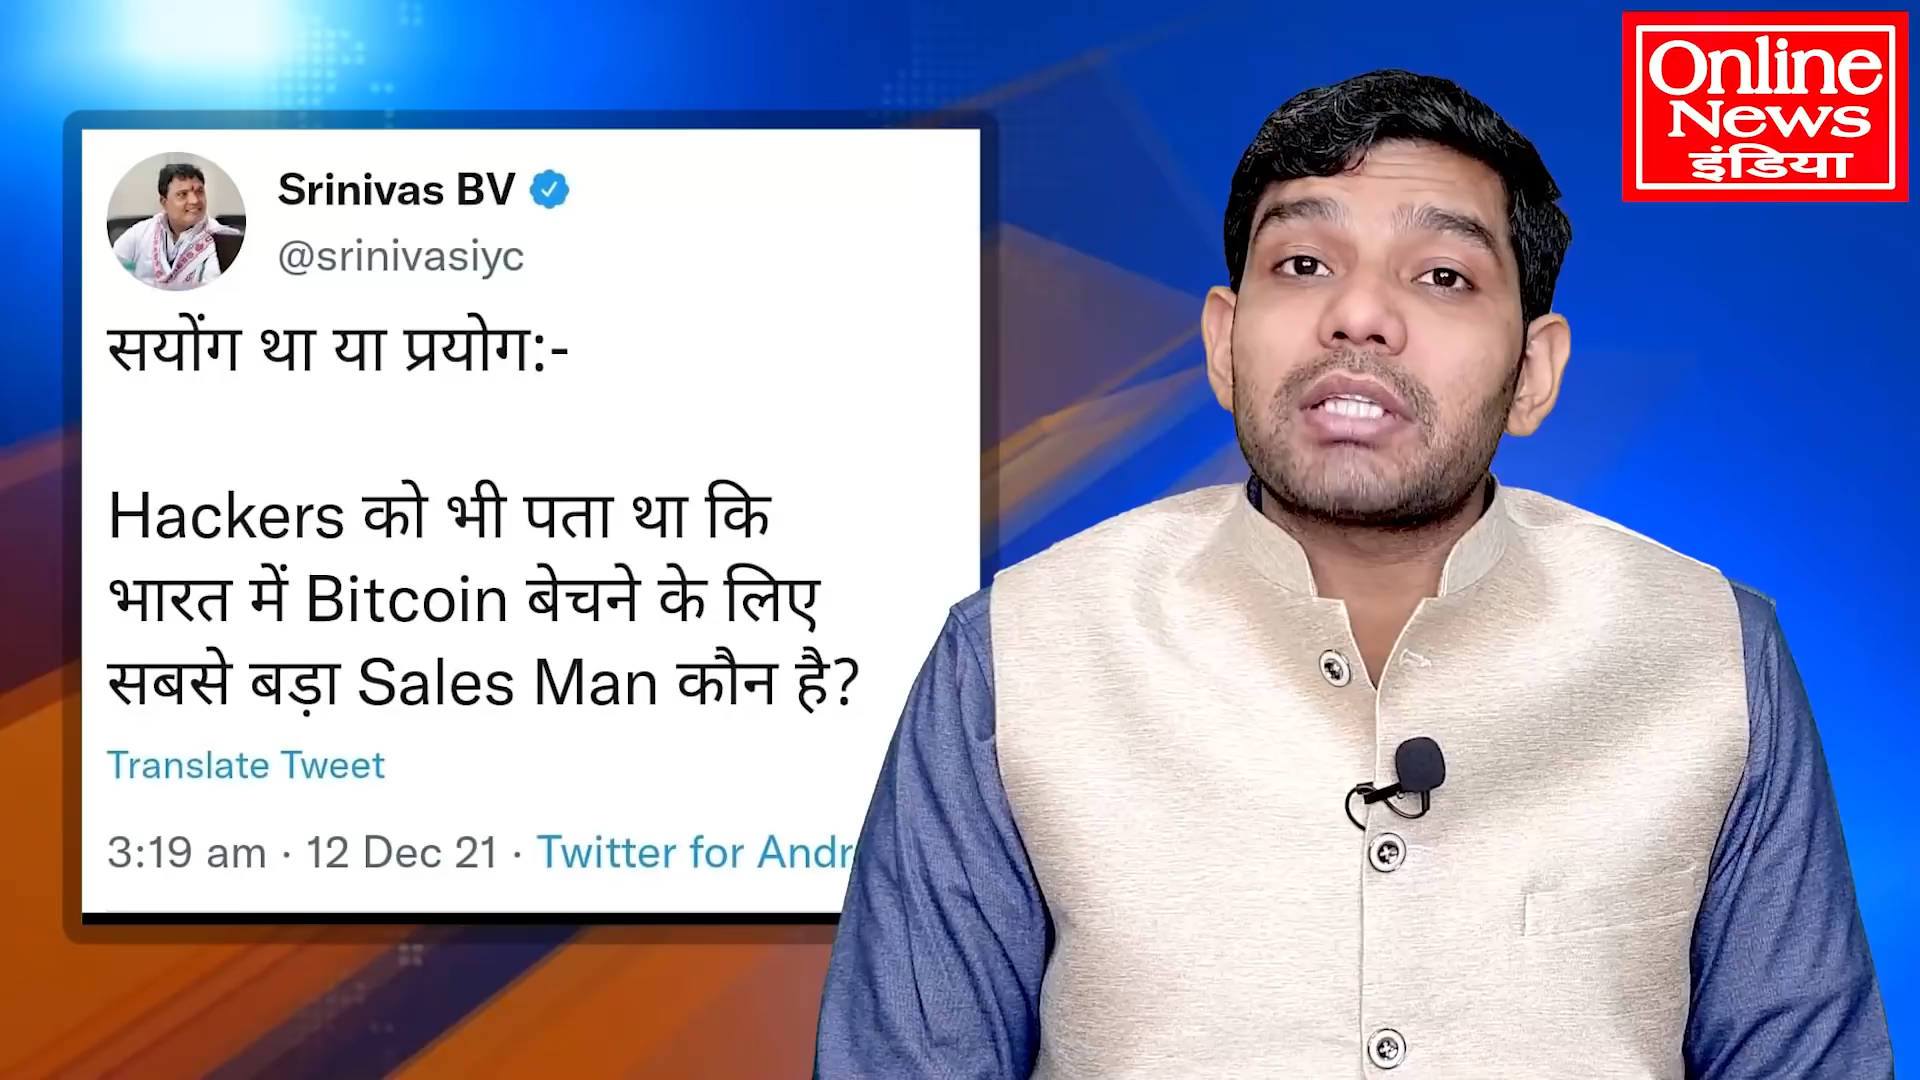 Srinivas BV
@srinivasiyc
सयोंग था या प्रयोग:-
Hackers को भी पता था कि
भारत में Bitcoin बेचने के लिए
सबसे बड़ा Sales Man कौन है?
Translate Tweet
3:19 am · 12 Dec 21 · Twitter for Andr
Online
News
इंडिया